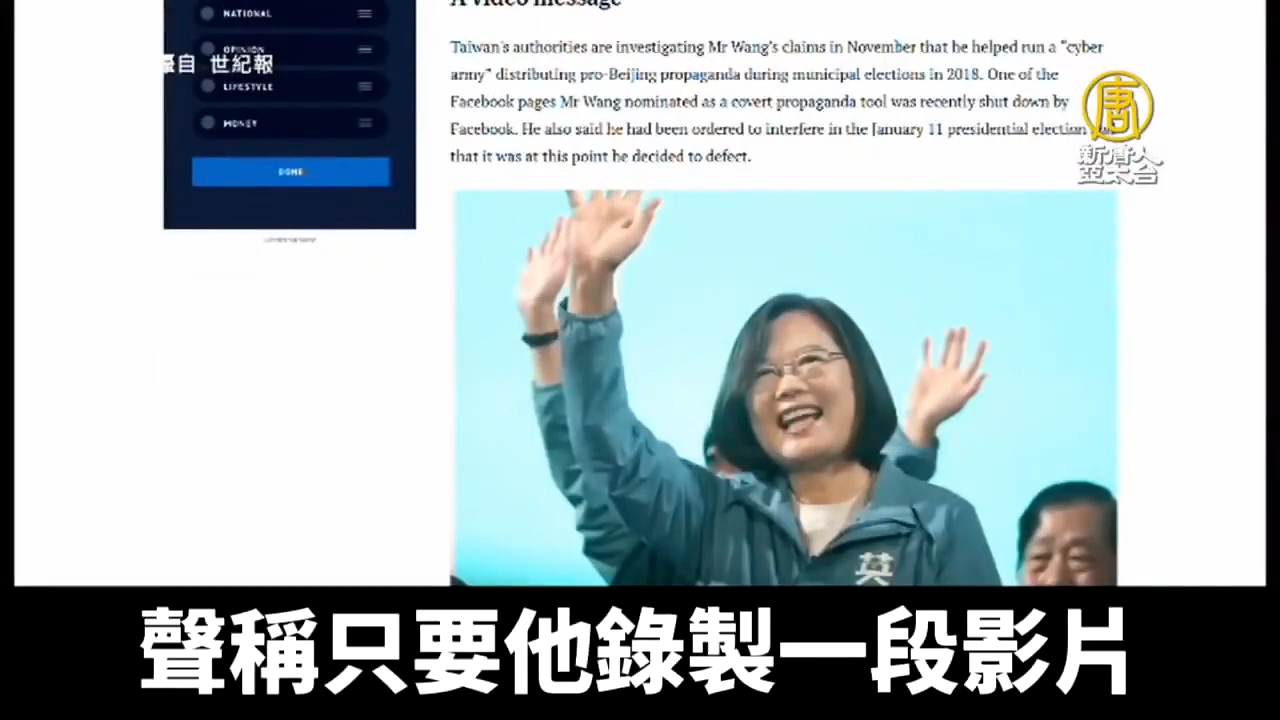 A video message
NATIONAL
OPINION
自 世紀報
LIFESTYLE
MONEY
DONE
Taiwan's authorities are investigating Mr Wang's claims in November that he helped run a "cyber
army" distributing pro-Beijing propaganda during municipal elections in 2018. One of the
Facebook pages Mr Wang nominated as a covert propaganda tool was recently shut down by
Facebook. He also said he had been ordered to interfere in the January 11 presidential election
that it was at this point he decided to defect.
唐
新唐人
亞太台
英
聲稱只要他錄製一段影片